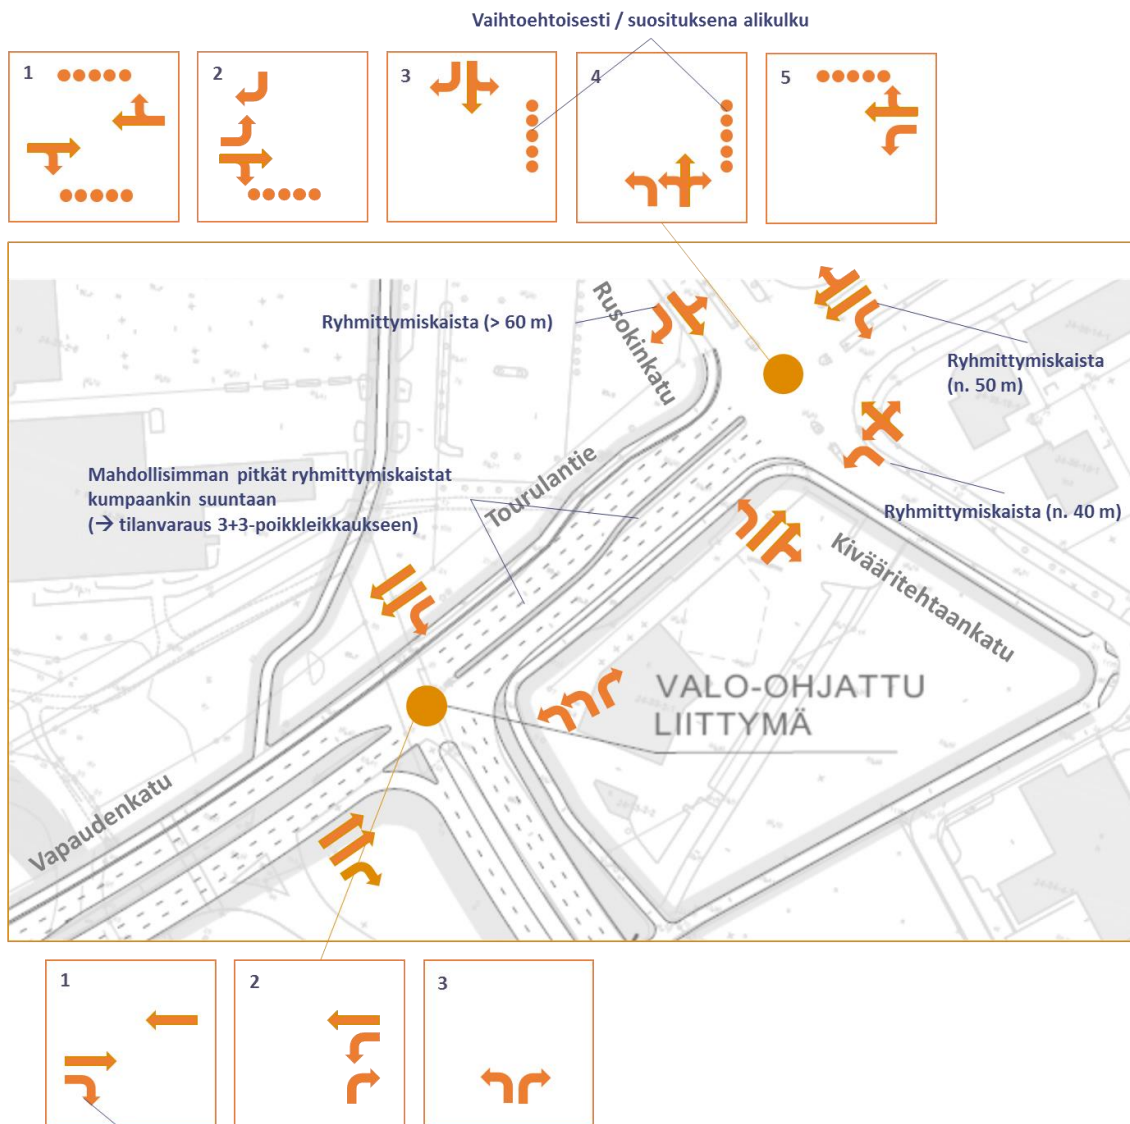 Vaihtoehtoisesti / suosituksena alikulku
1
2
3
4
5
Ryhmittymiskaista (> 60 m)
Rusokinkatu
Ryhmittymiskaista
(n. 50 m)
Mahdollisimman pitkät ryhmittymiskaistat
kumpaankin suuntaan
(→ tilanvaraus 3+3-poikkleikkaukseen)
Tourulantie
Ryhmittymiskaista (n. 40 m)
Kivääritehtaankatu
VALO-OHJATTU
LIITTYMÄ
Vapaudenkatu
1
2
3